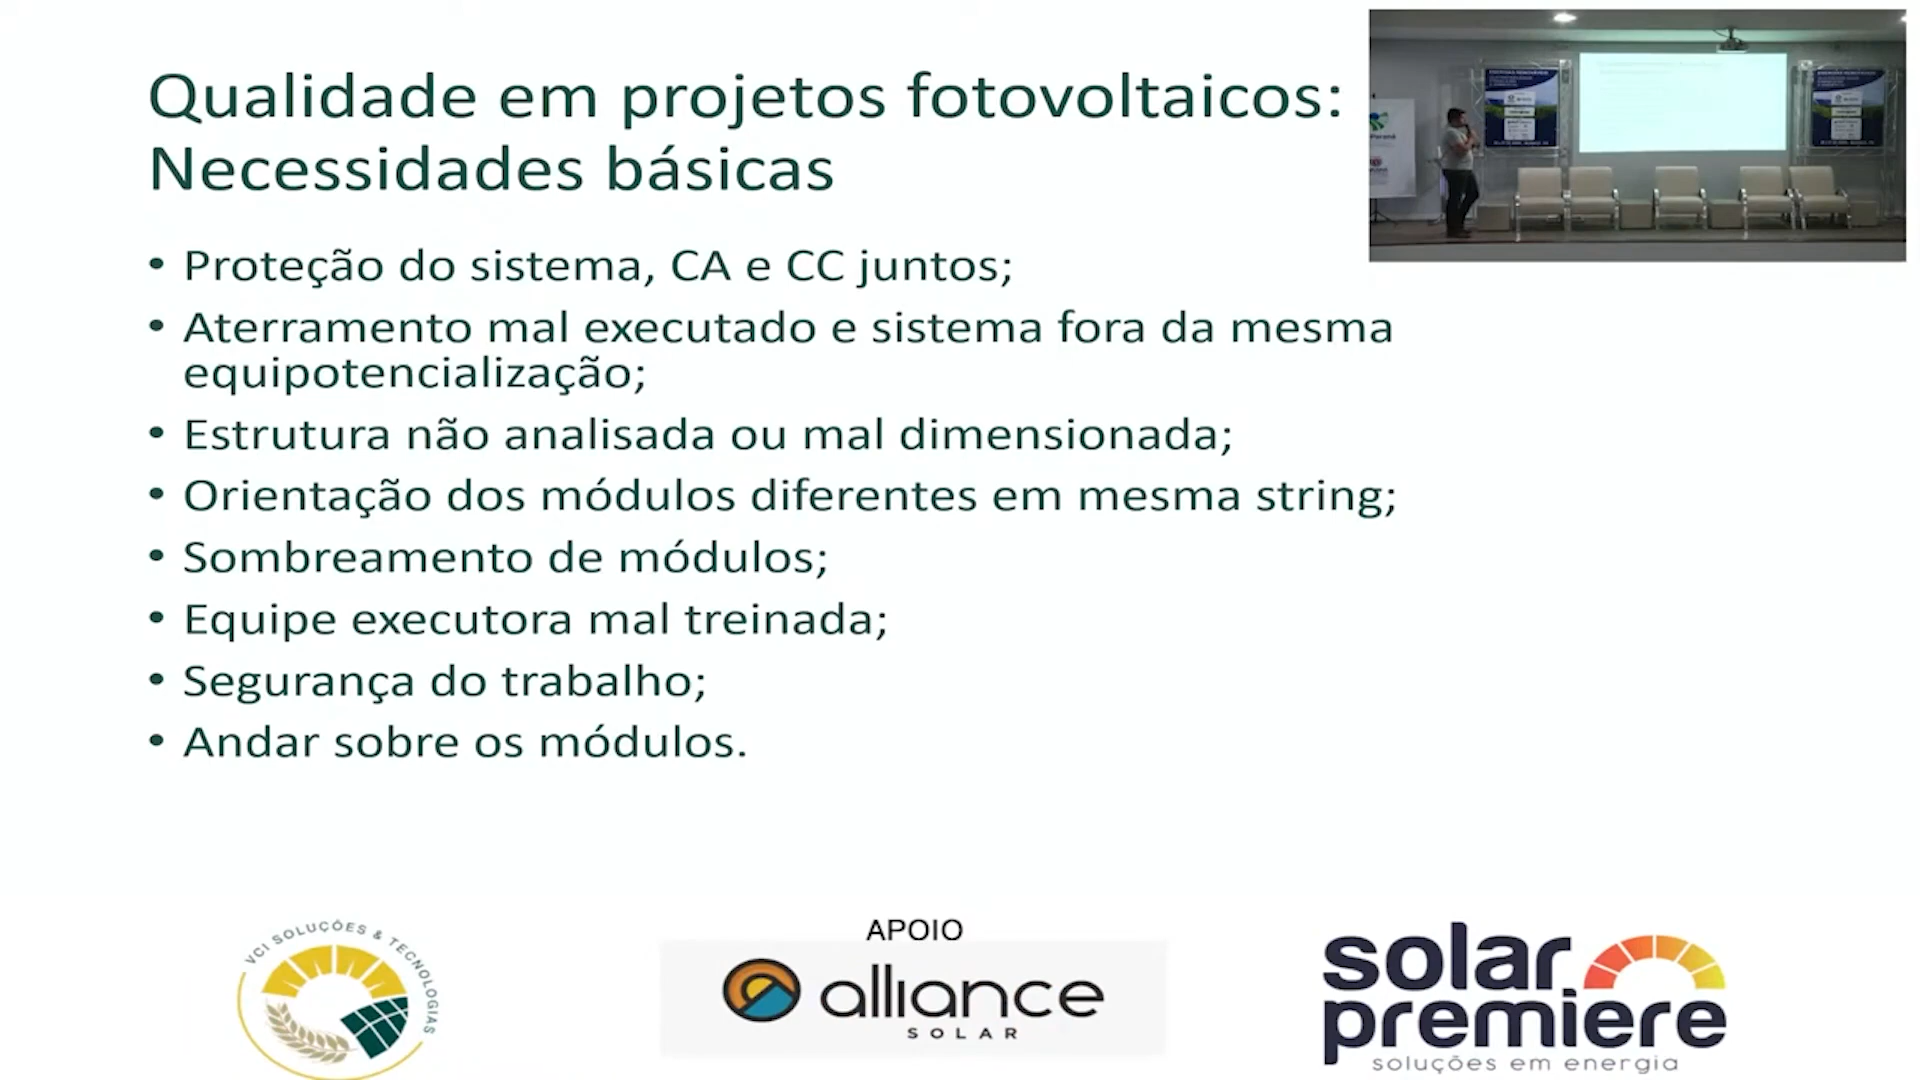 Qualidade em projetos fotovoltaicos:
Necessidades básicas
• Proteção do sistema, CA e CC juntos;
• Aterramento mal executado e sistema fora da mesma
equipotencialização;
• Estrutura não analisada ou mal dimensionada;
• Orientação dos módulos diferentes em mesma string;
• Sombreamento de módulos;
• Equipe executora mal treinada;
• Segurança do trabalho;
• Andar sobre os módulos.
VCI SOLUÇÕES & TECNOLOGIAS
APOIO
alliance
SOLAR
solar
premiere
soluções em energia